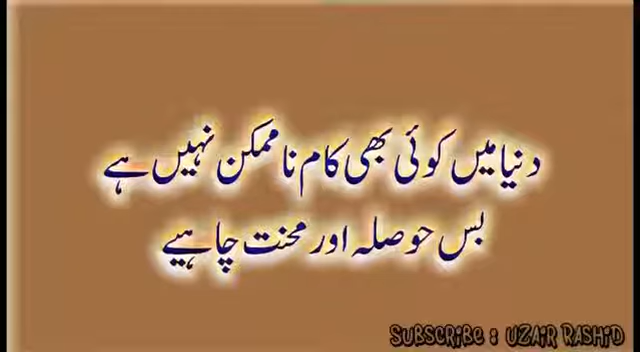 دنیا میں کوئی بھی کام ناممکن نہیں ہے
بس حوصلہ اور محنت چاہیے
SUBSCRIBE : UZAIR RASHID